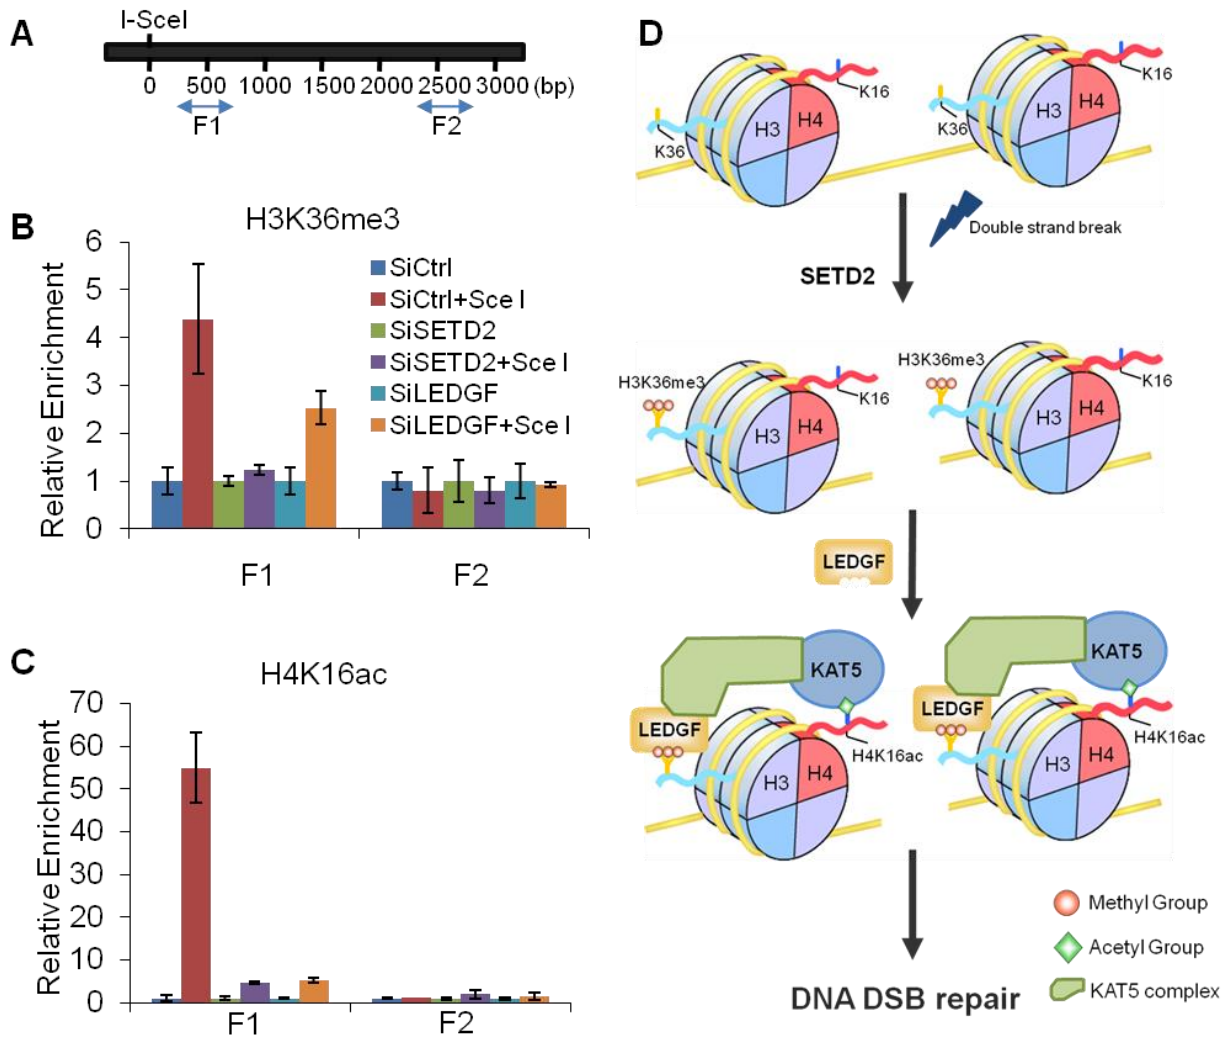 A
I-SceI
0 500 1000 1500 2000 2500 3000 (bp)
F1 F2
B
H3K36me3
Relative Enrichment
6
5
4
3
2
1
0
SiCtrl
SiCtrl+Sce I
SiSETD2
SiSETD2+Sce I
SiLEDGF
SiLEDGF+Sce I
F1 F2
C
H4K16ac
Relative Enrichment
70
60
50
40
30
20
10
0
F1 F2
D
K16
H3 H4
K36
K16
H3 H4
K36
Double strand break
SETD2
H3K36me3
K16
H3 H4
H3K36me3
K16
H3 H4
LEDGF
KAT5
LEDGF
H4K16ac
H3 H4
KAT5
LEDGF
H4K16ac
H3 H4
Methyl Group
Acetyl Group
KAT5 complex
DNA DSB repair